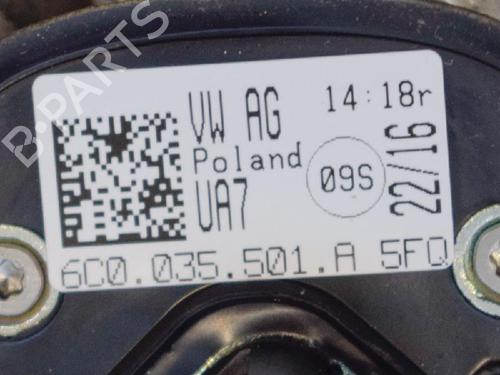 VW AG
14:18r
Poland
UA7
09S
22/16
6C0.035.501.A 5FQ
B-PARTS